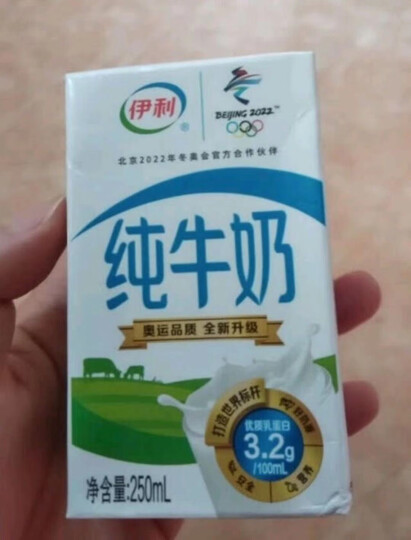 伊利
BEIJING 2022™
北京2022年冬奥会官方合作伙伴
纯牛奶
奥运品质 全新升级
打造世界标杆
优质乳蛋白
3.2g
/100mL
净含量:250mL